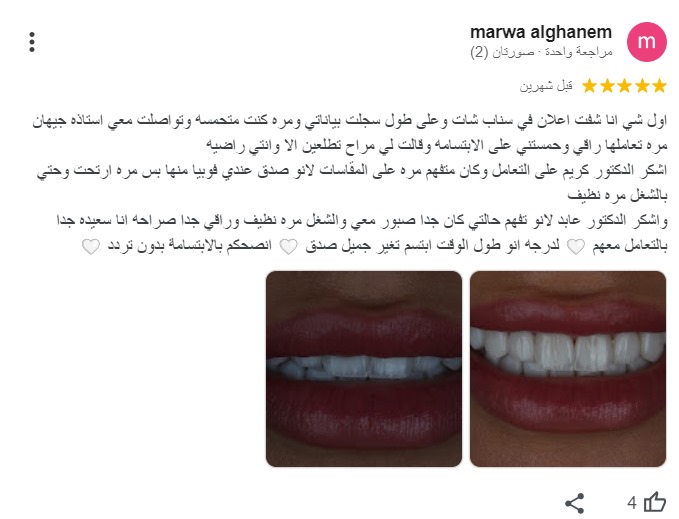 marwa alghanem
m
مراجعة واحدة · صورتان (2)
قبل شهرين
اول شي انا شفت اعلان في سناب شات وعلى طول سجلت بياناتي ومره كنت متحمسه وتواصلت معي استاذه جيهان
مره تعاملها راقي وحمستني على الابتسامه وقالت لي مراح تطلعين الا وانتي راضيه
اشكر الدكتور كريم على التعامل وكان متفهم مره على المقاسات لانو صدق عندي فوبيا منها بس مره ارتحت وحتي
بالشغل مره نظيف
واشكر الدكتور عابد لانو تفهم حالتي كان جدا صبور معي والشغل مره نظيف وراقي جدا صراحه انا سعيده جدا
بالتعامل معهم 🤍 لدرجه انو طول الوقت ابتسم تغير جميل صدق 🤍 انصحكم بالابتسامة بدون تردد 🤍
4